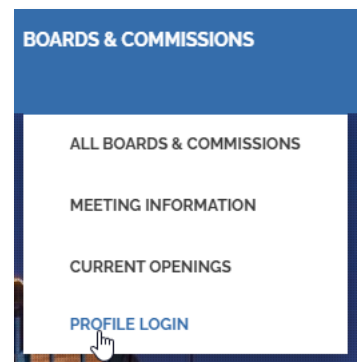 BOARDS & COMMISSIONS
ALL BOARDS & COMMISSIONS
MEETING INFORMATION
CURRENT OPENINGS
PROFILE LOGIN